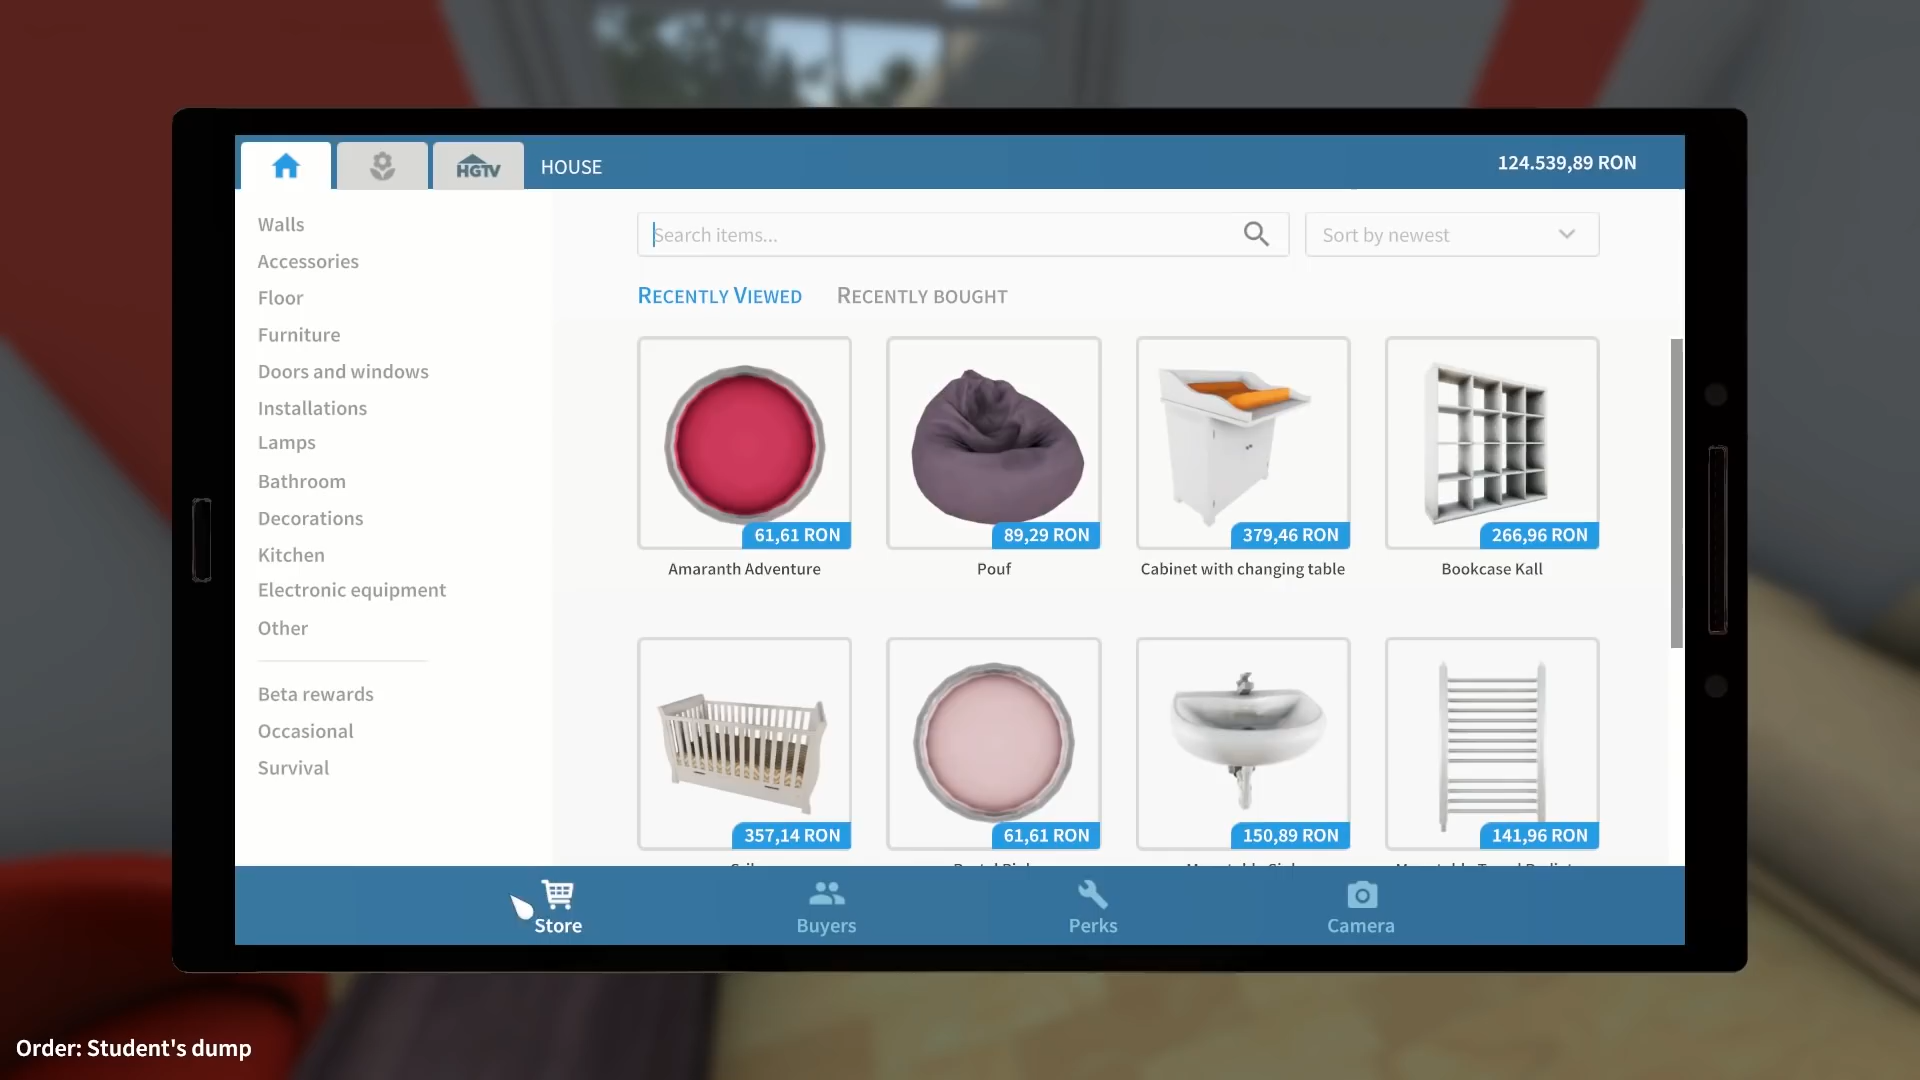 HGTV
HOUSE
124.539,89 RON
Walls
Accessories
Floor
Furniture
Doors and windows
Installations
Lamps
Bathroom
Decorations
Kitchen
Electronic equipment
Other
Beta rewards
Occasional
Survival
Search items...
Sort by newest
RECENTLY VIEWED
RECENTLY BOUGHT
61,61 RON
89,29 RON
379,46 RON
266,96 RON
Amaranth Adventure
Pouf
Cabinet with changing table
Bookcase Kall
357,14 RON
61,61 RON
150,89 RON
141,96 RON
Store
Buyers
Perks
Camera
Order: Student's dump